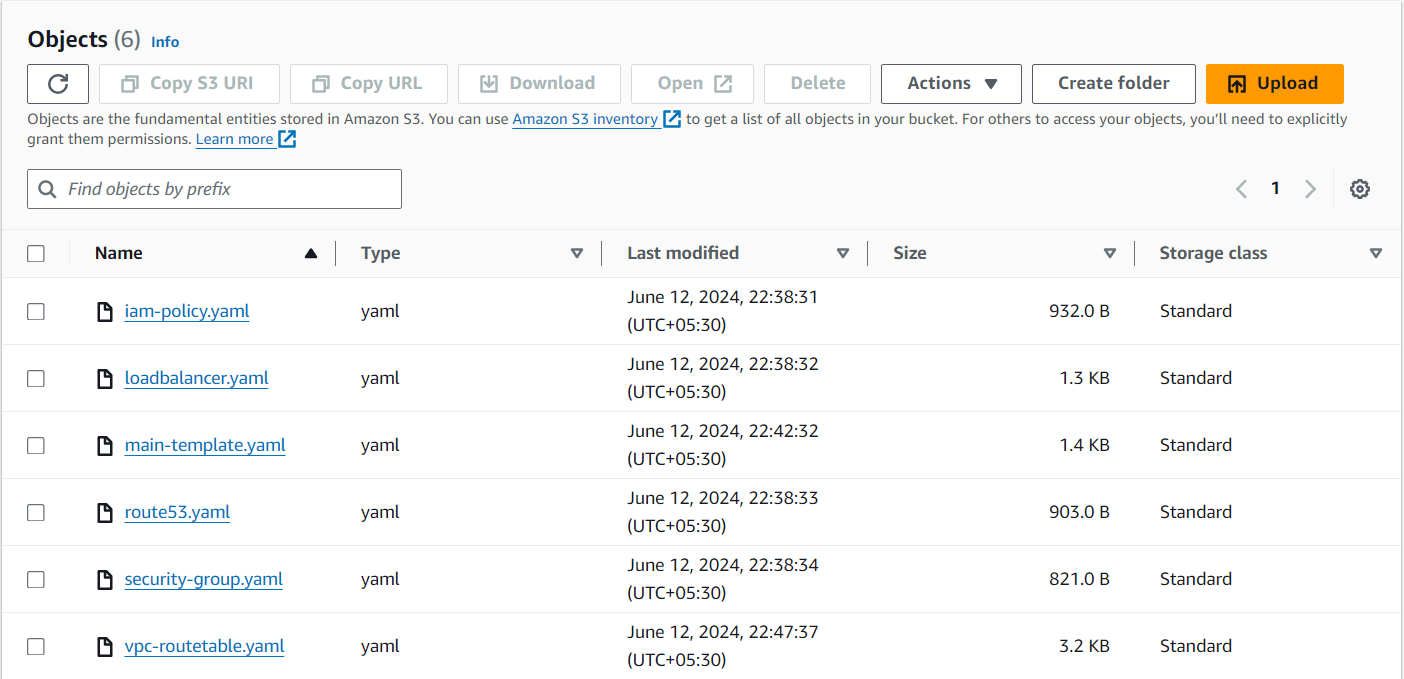 Objects (6) Info
Copy S3 URI Copy URL Download Open Delete Actions Create folder Upload
Objects are the fundamental entities stored in Amazon S3. You can use Amazon S3 inventory to get a list of all objects in your bucket. For others to access your objects, you'll need to explicitly
grant them permissions. Learn more
Find objects by prefix 1
Name Type Last modified Size Storage class
iam-policy.yaml yaml June 12, 2024, 22:38:31 (UTC+05:30) 932.0 B Standard
loadbalancer.yaml yaml June 12, 2024, 22:38:32 (UTC+05:30) 1.3 KB Standard
main-template.yaml yaml June 12, 2024, 22:42:32 (UTC+05:30) 1.4 KB Standard
route53.yaml yaml June 12, 2024, 22:38:33 (UTC+05:30) 903.0 B Standard
security-group.yaml yaml June 12, 2024, 22:38:34 (UTC+05:30) 821.0 B Standard
vpc-routetable.yaml yaml June 12, 2024, 22:47:37 (UTC+05:30) 3.2 KB Standard